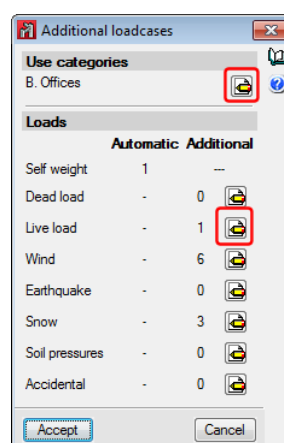 Additional loadcases
Use categories
B. Offices
Loads
Automatic Additional
Self weight 1 ---
Dead load - 0
Live load - 1
Wind - 6
Earthquake - 0
Snow - 3
Soil pressures - 0
Accidental - 0
Accept Cancel